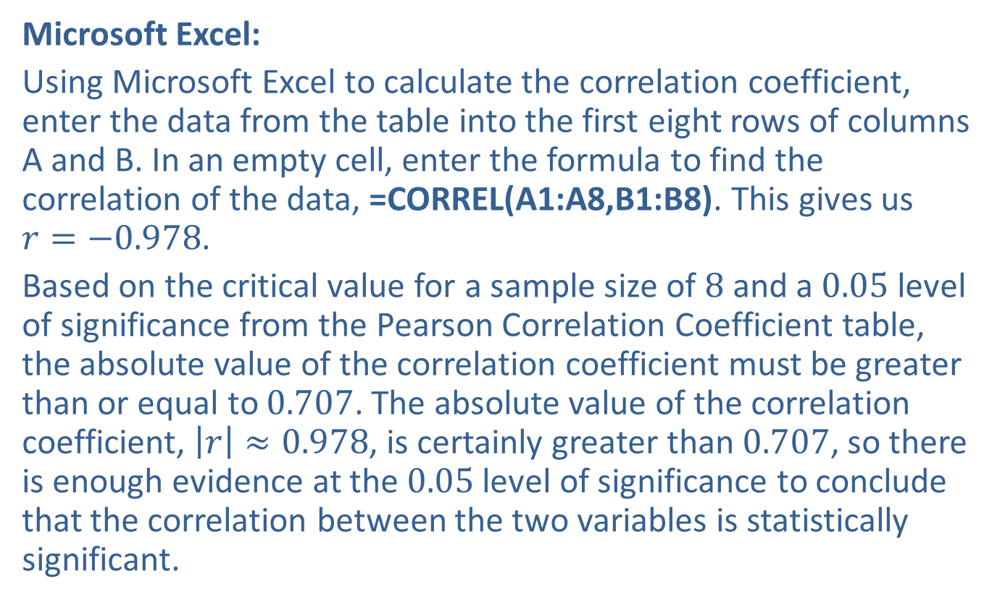 Microsoft Excel:
Using Microsoft Excel to calculate the correlation coefficient,
enter the data from the table into the first eight rows of columns
A and B. In an empty cell, enter the formula to find the
correlation of the data, =CORREL(A1:A8,B1:B8). This gives us
r = −0.978.
Based on the critical value for a sample size of 8 and a 0.05 level
of significance from the Pearson Correlation Coefficient table,
the absolute value of the correlation coefficient must be greater
than or equal to 0.707. The absolute value of the correlation
coefficient, |r| ≈ 0.978, is certainly greater than 0.707, so there
is enough evidence at the 0.05 level of significance to conclude
that the correlation between the two variables is statistically
significant.